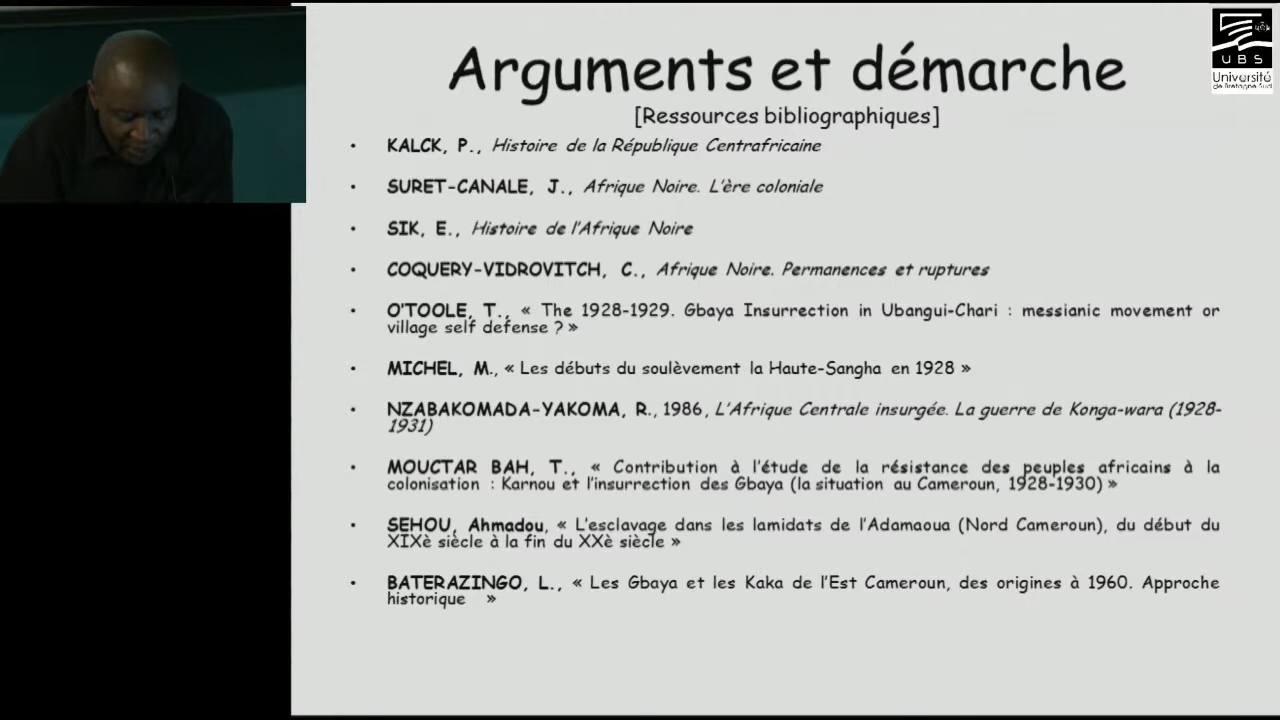 Arguments et démarche
[Ressources bibliographiques]
• KALCK, P., Histoire de la République Centrafricaine
• SURET-CANALE, J., Afrique Noire. L'ère coloniale
• SIK, E., Histoire de l'Afrique Noire
• COQUERY-VIDROVITCH, C., Afrique Noire. Permanences et ruptures
• O'TOOLE, T., « The 1928-1929. Gbaya Insurrection in Ubangui-Chari : messianic movement or
village self defense ? »
• MICHEL, M., « Les débuts du soulèvement la Haute-Sangha en 1928 »
• NZABAKOMADA-YAKOMA, R., 1986, L'Afrique Centrale insurgée. La guerre de Konga-wara (1928-
1931)
• MOUCTAR BAH, T., « Contribution à l'étude de la résistance des peuples africains à la
colonisation : Karnou et l'insurrection des Gbaya (la situation au Cameroun, 1928-1930) »
• SEHOU, Ahmadou, « L'esclavage dans les lamidats de l'Adamaoua (Nord Cameroun), du début du
XIXè siècle à la fin du XXè siècle »
• BATERAZINGO, L., « Les Gbaya et les Kaka de l'Est Cameroun, des origines à 1960. Approche
historique »
UBS
Université
de Bretagne-Sud